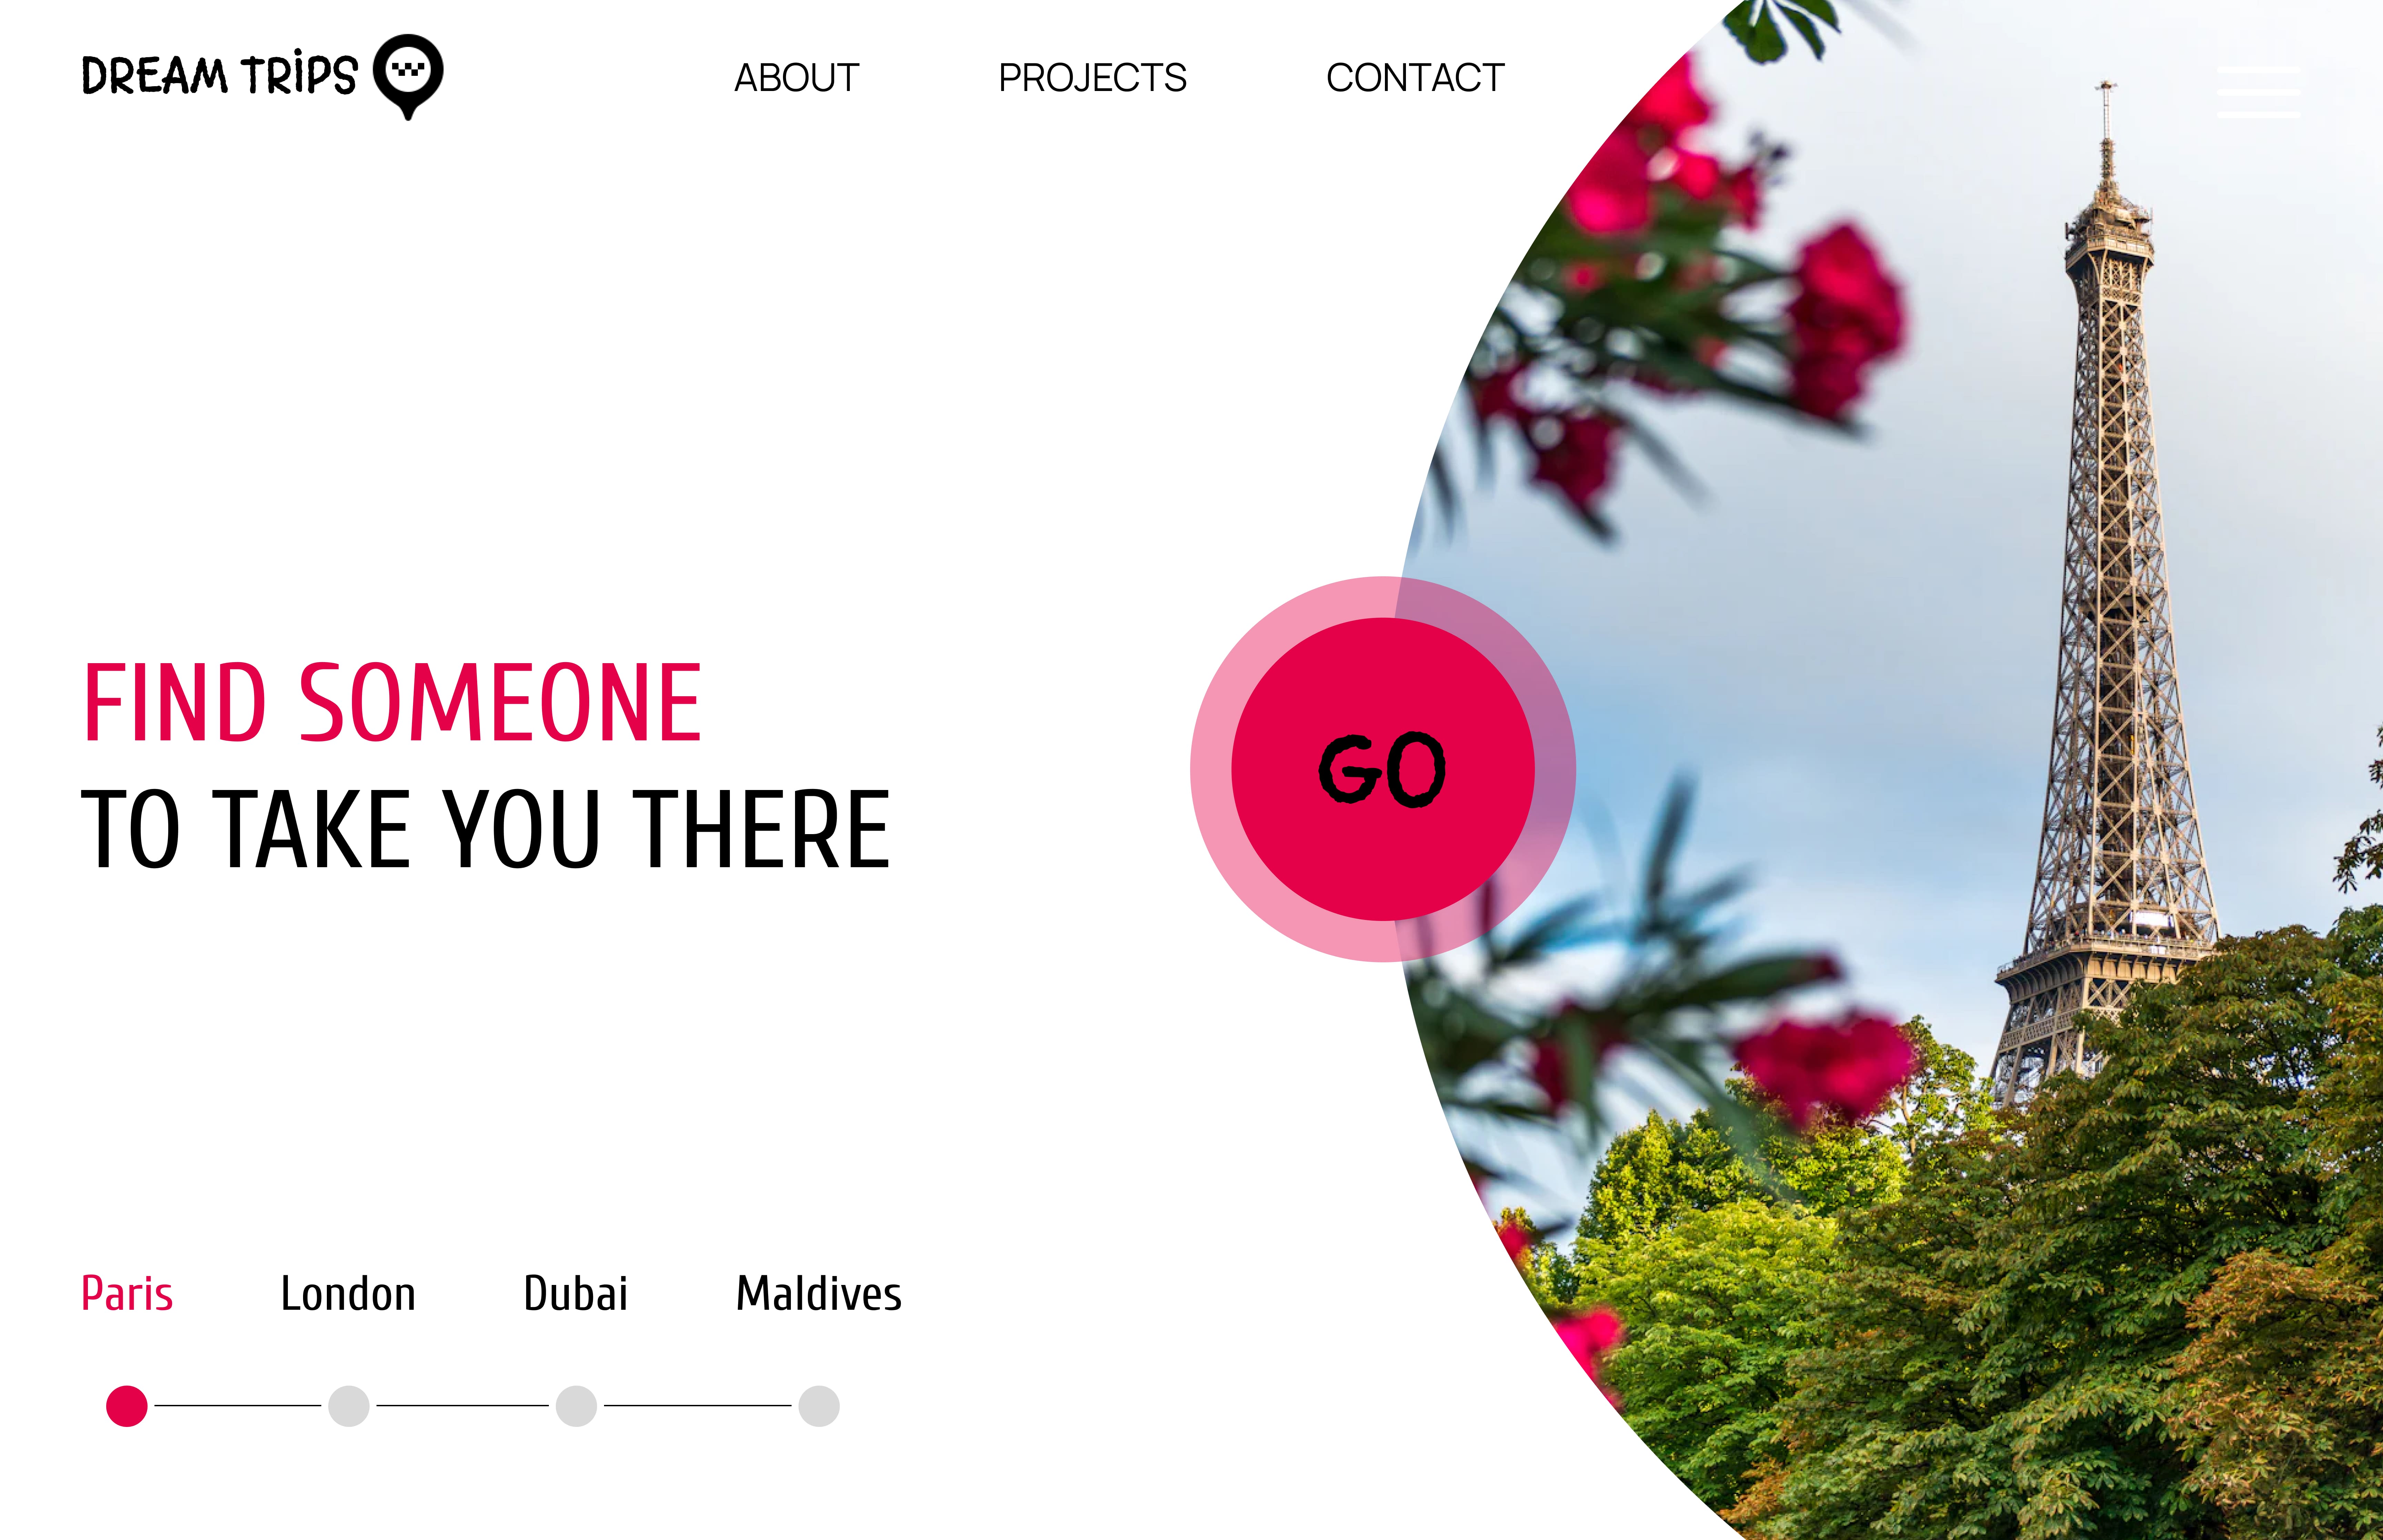 DREAM TRiPS
ABOUT PROJECTS CONTACT
FIND SOMEONE
TO TAKE YOU THERE
GO
Paris London Dubai Maldives